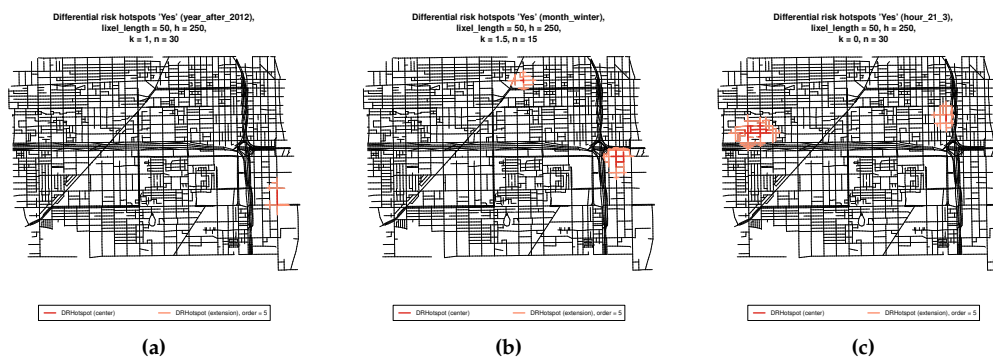 Differential risk hotspots 'Yes' (year_after_2012),
lixel_length = 50, h = 250,
k = 1, n = 30
DRHotspot (center)
DRHotspot (extension), order = 5
(a)
Differential risk hotspots 'Yes' (month_winter),
lixel_length = 50, h = 250,
k = 1.5, n = 15
DRHotspot (center)
DRHotspot (extension), order = 5
(b)
Differential risk hotspots 'Yes' (hour_21_3),
lixel_length = 50, h = 250,
k = 0, n = 30
DRHotspot (center)
DRHotspot (extension), order = 5
(c)